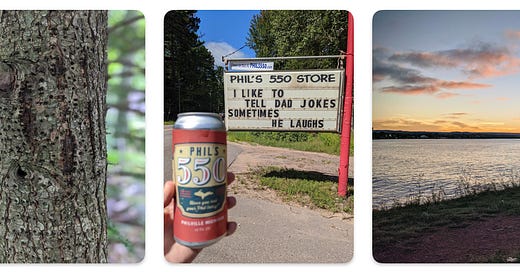 PHIL'S 550 STORE
I LIKE TO
TELL DAD JOKES
SOMETIMES
HE LAUGHS
PHIL'S
550